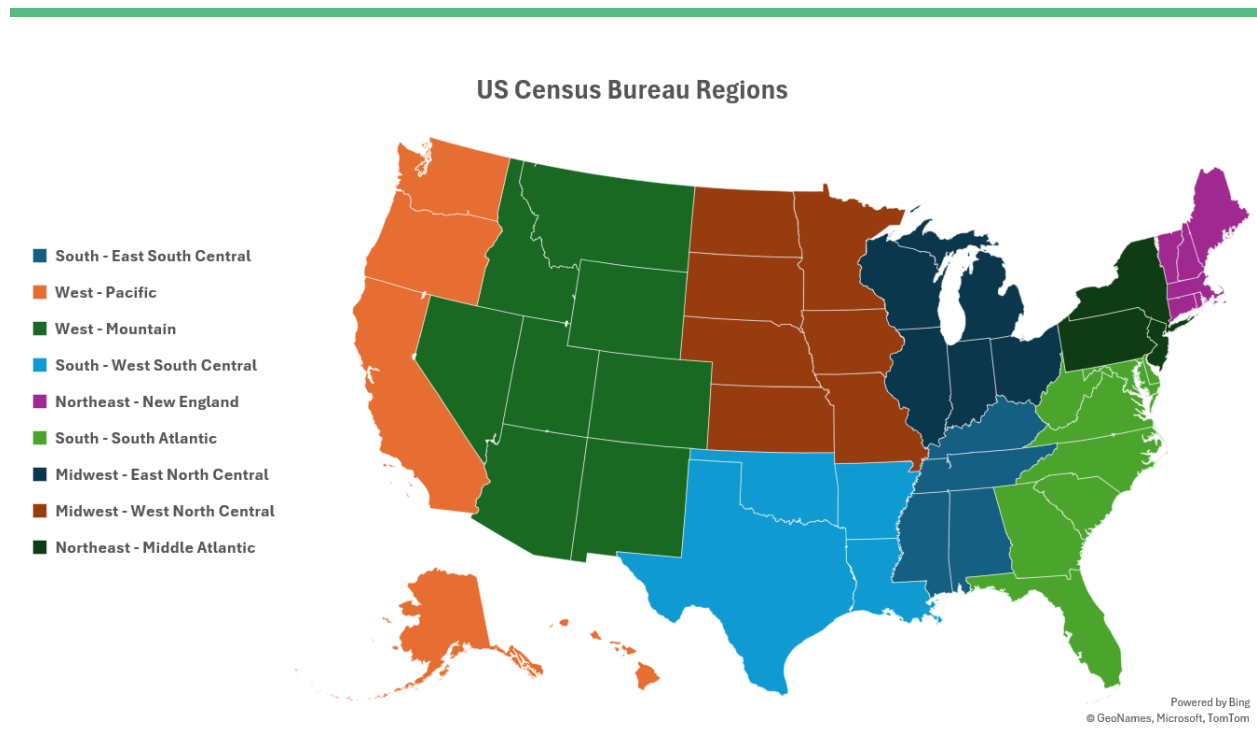 US Census Bureau Regions
South - East South Central
West - Pacific
West - Mountain
South - West South Central
Northeast - New England
South - South Atlantic
Midwest - East North Central
Midwest - West North Central
Northeast - Middle Atlantic
Powered by Bing
© GeoNames, Microsoft, TomTom